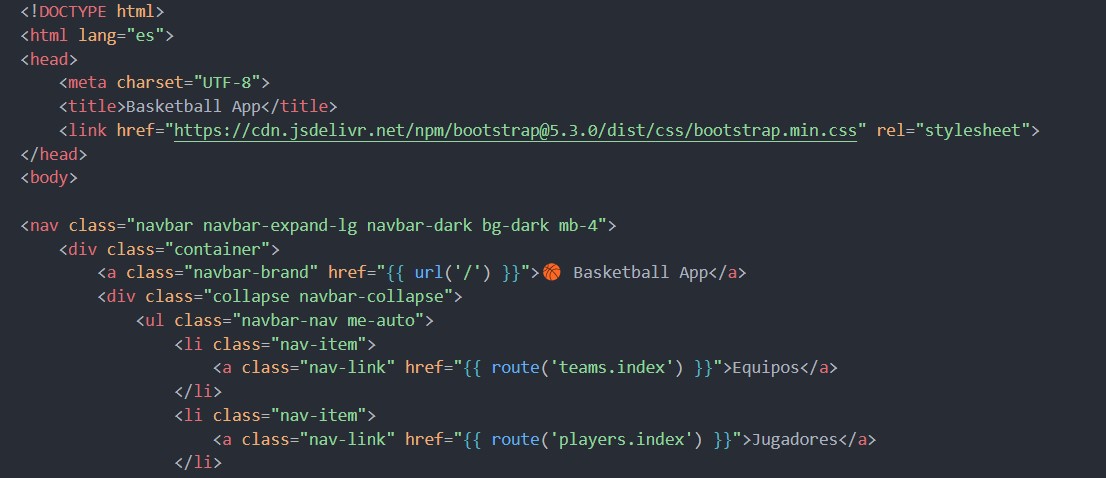 <!DOCTYPE html>
<html lang="es">
<head>
    <meta charset="UTF-8">
    <title>Basketball App</title>
    <link href="https://cdn.jsdelivr.net/npm/bootstrap@5.3.0/dist/css/bootstrap.min.css" rel="stylesheet">
</head>
<body>

<nav class="navbar navbar-expand-lg navbar-dark bg-dark mb-4">
    <div class="container">
        <a class="navbar-brand" href="{{ url('/') }}">🏀 Basketball App</a>
        <div class="collapse navbar-collapse">
            <ul class="navbar-nav me-auto">
                <li class="nav-item">
                    <a class="nav-link" href="{{ route('teams.index') }}">Equipos</a>
                </li>
                <li class="nav-item">
                    <a class="nav-link" href="{{ route('players.index') }}">Jugadores</a>
                </li>